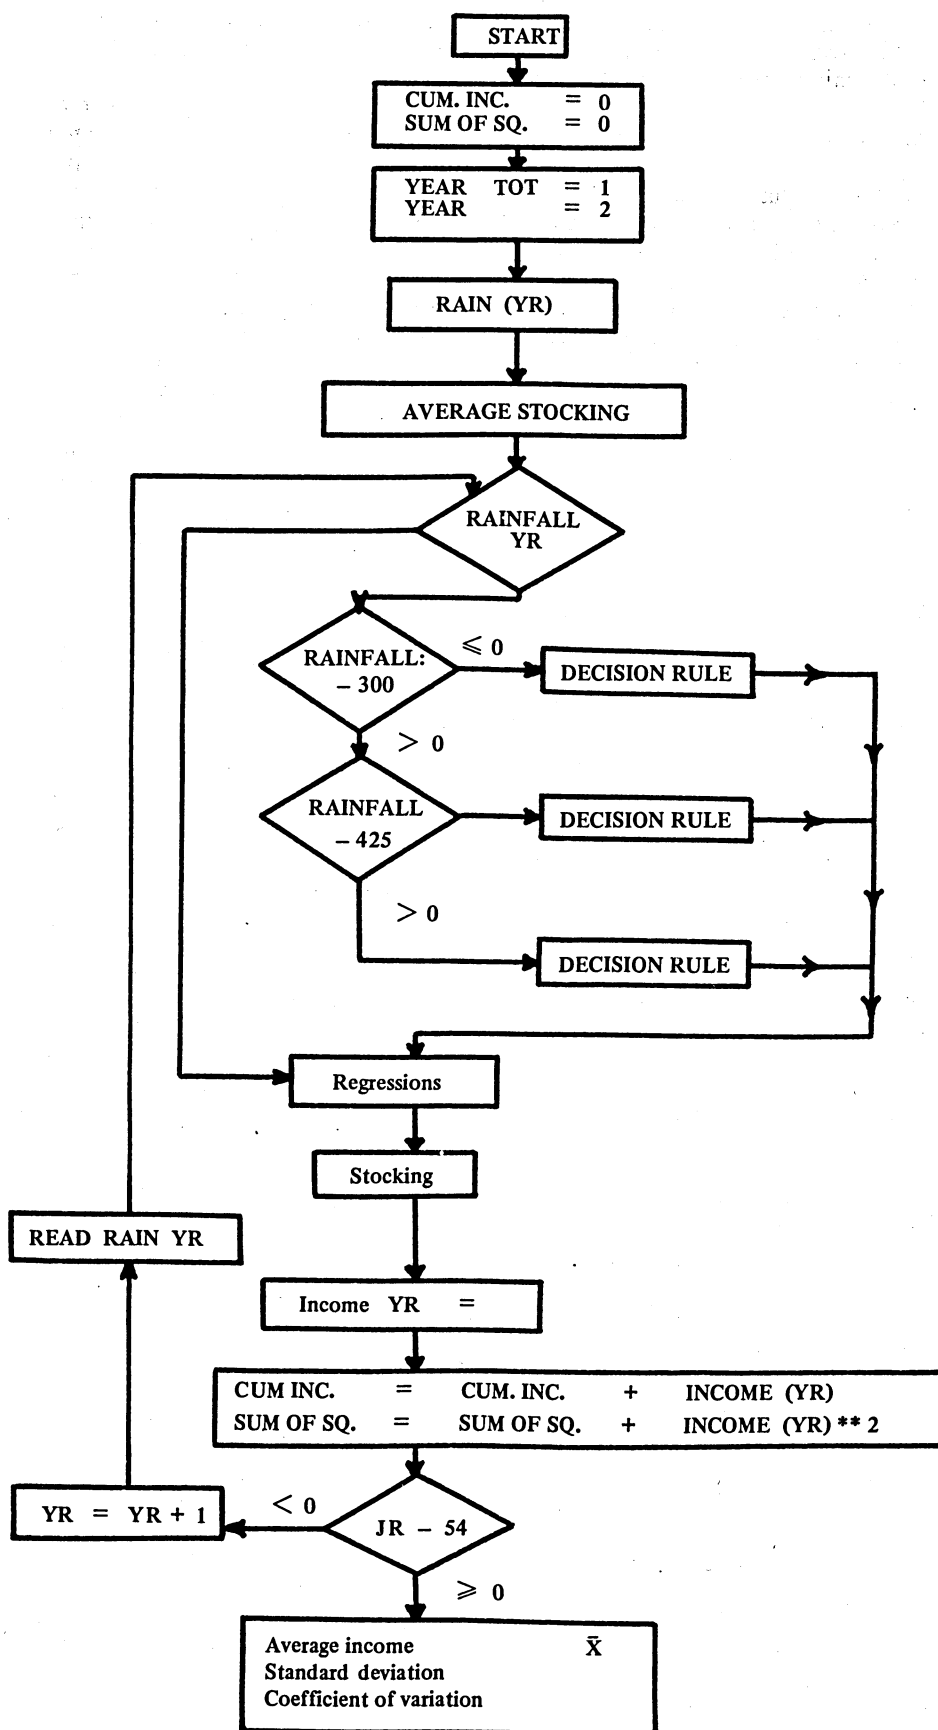 START
CUM. INC. = 0
SUM OF SQ. = 0
YEAR TOT = 1
YEAR = 2
RAIN (YR)
AVERAGE STOCKING
RAINFALL
YR
RAINFALL:
– 300
⩽ 0
DECISION RULE
> 0
RAINFALL
– 425
DECISION RULE
> 0
DECISION RULE
Regressions
Stocking
READ RAIN YR
Income YR =
CUM INC. = CUM. INC. + INCOME (YR)
SUM OF SQ. = SUM OF SQ. + INCOME (YR) ** 2
YR = YR + 1
< 0
JR – 54
⩾ 0
Average income X̄
Standard deviation
Coefficient of variation